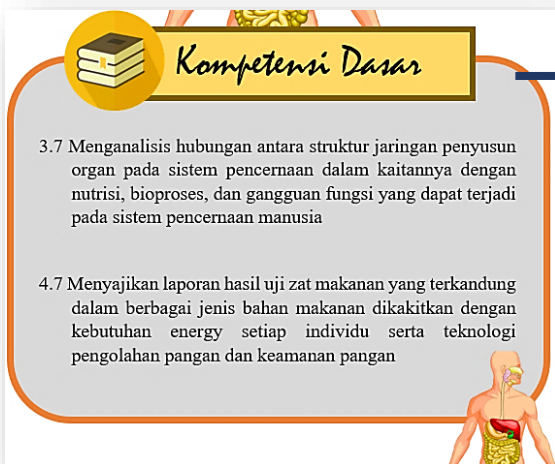 Kompetensi Dasar
3.7 Menganalisis hubungan antara struktur jaringan penyusun
organ pada sistem pencernaan dalam kaitannya dengan
nutrisi, bioproses, dan gangguan fungsi yang dapat terjadi
pada sistem pencernaan manusia
4.7 Menyajikan laporan hasil uji zat makanan yang terkandung
dalam berbagai jenis bahan makanan dikakitkan dengan
kebutuhan energy setiap individu serta teknologi
pengolahan pangan dan keamanan pangan